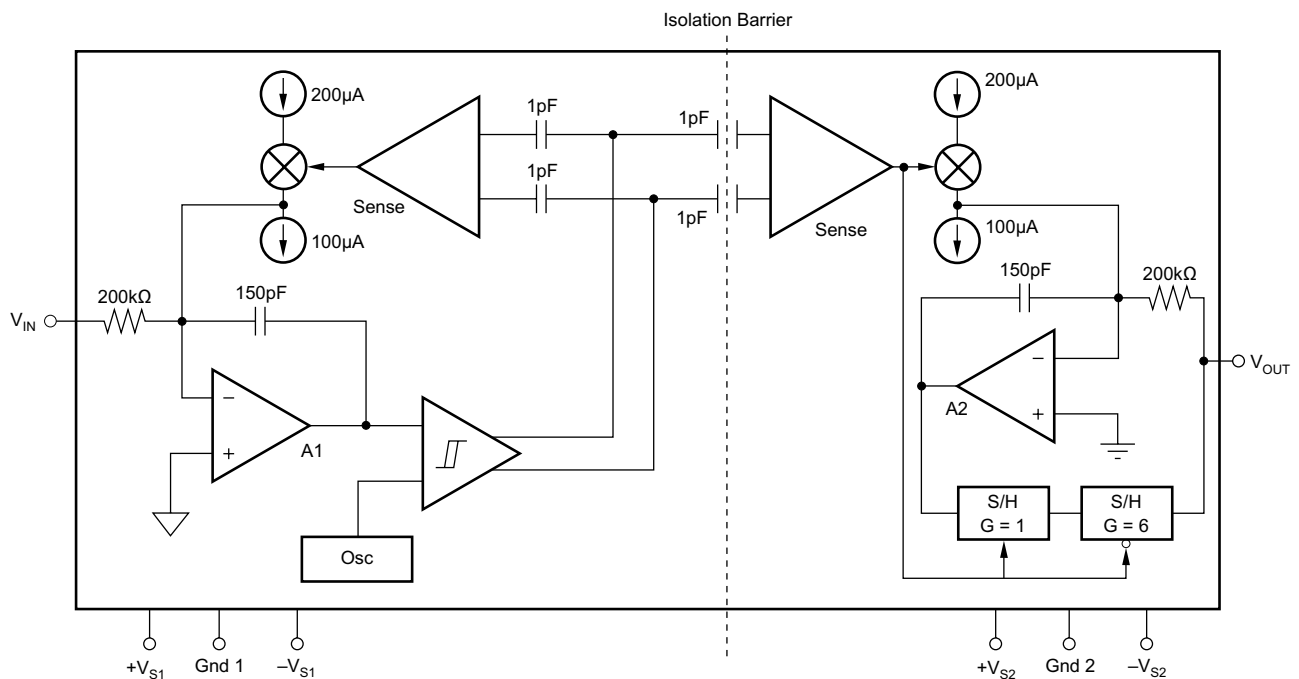 Isolation Barrier
200µA
1pF
1pF
200µA
1pF
Sense
1pF
Sense
100µA
100µA
150pF
200kΩ
150pF
200kΩ
V_IN
V_OUT
−
+
A1
−
+
A2
S/H
G = 1
S/H
G = 6
Osc
+V_S1
Gnd 1
–V_S1
+V_S2
Gnd 2
–V_S2